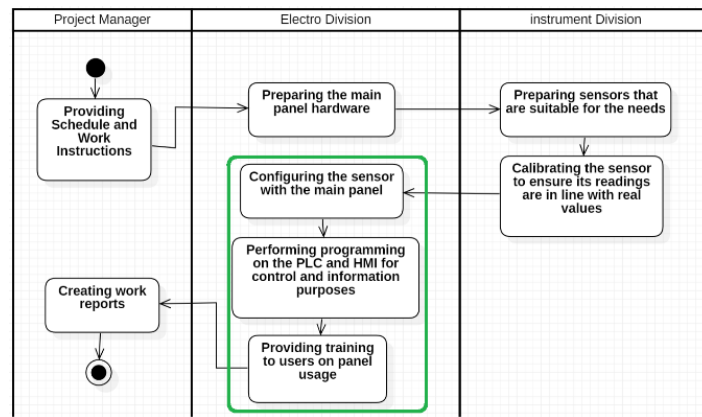 Project Manager
Electro Division
instrument Division
Providing
Schedule and
Work
Instructions
Preparing the main
panel hardware
Preparing sensors that
are suitable for the needs
Calibrating the sensor
to ensure its readings
are in line with real
values
Configuring the sensor
with the main panel
Performing programming
on the PLC and HMI for
control and information
purposes
Providing training
to users on panel
usage
Creating work
reports